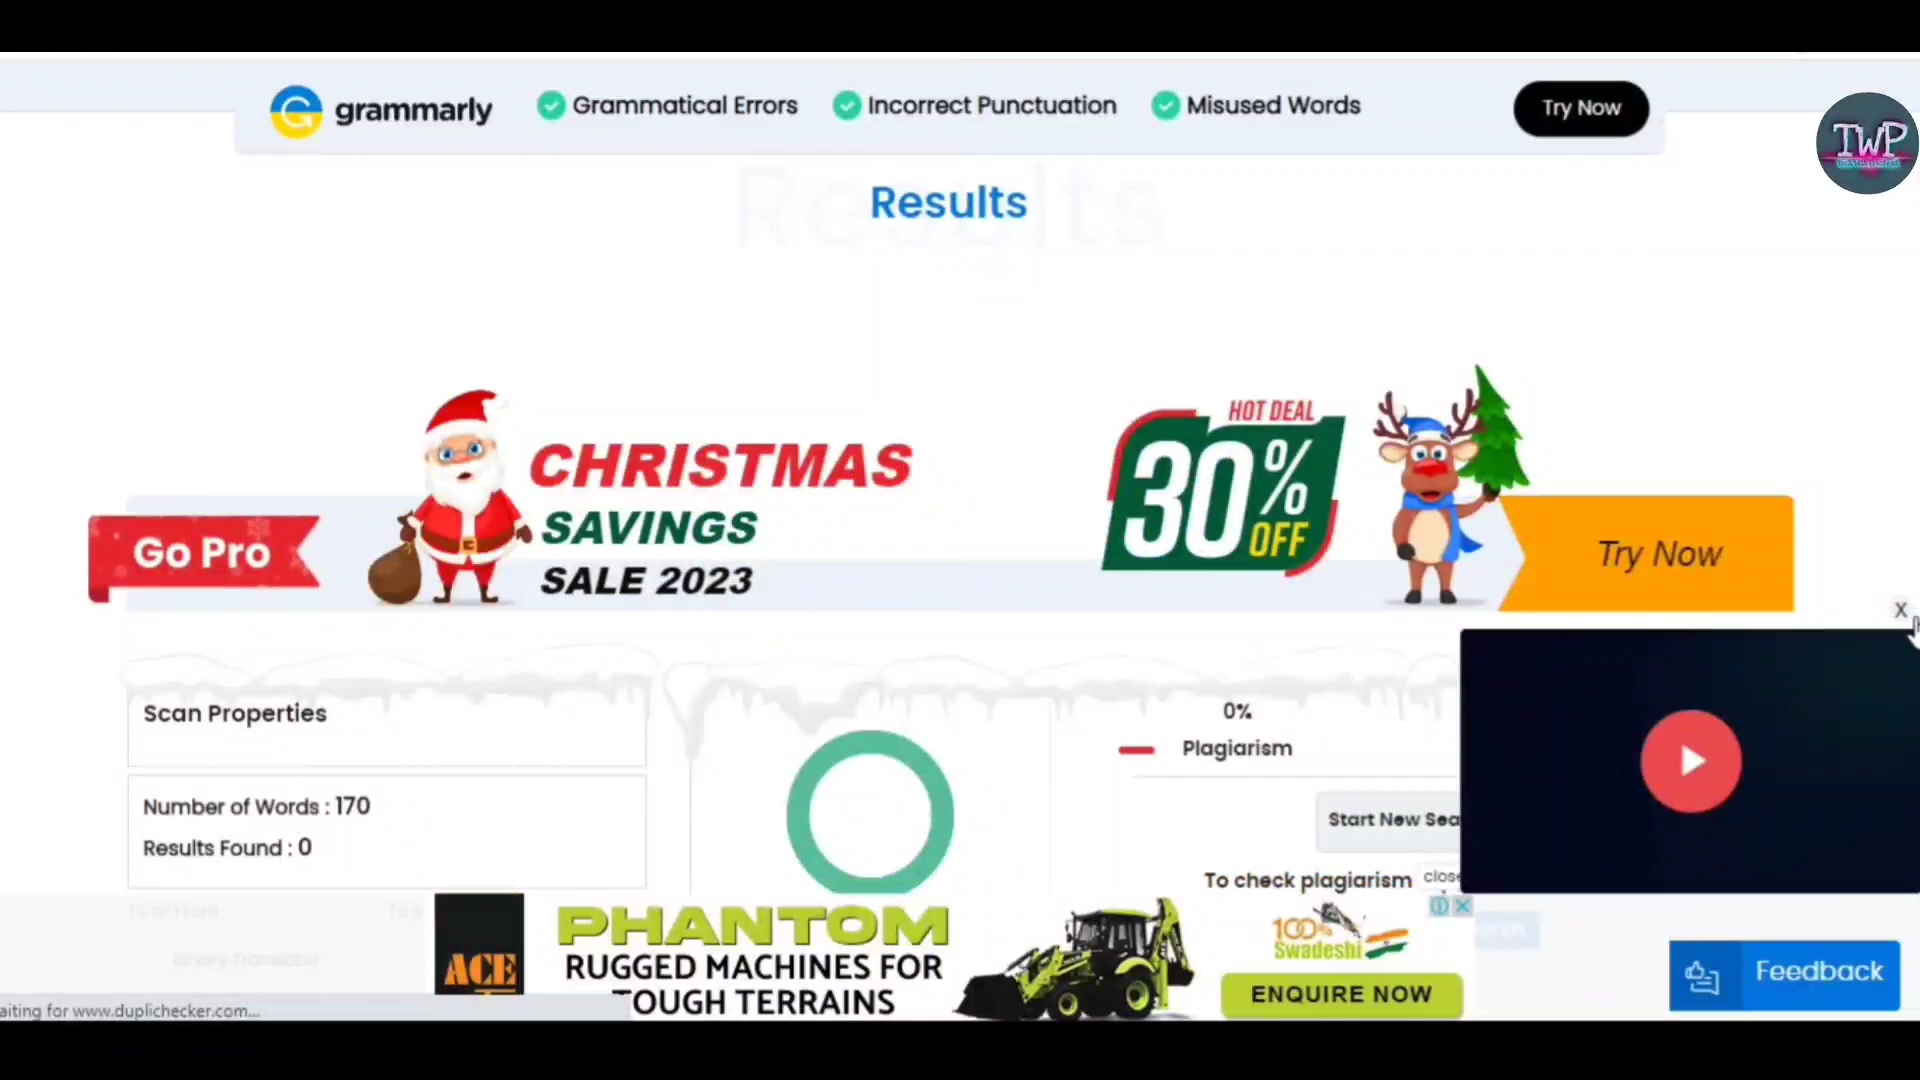 grammarly
Grammatical Errors
Incorrect Punctuation
Misused Words
Try Now
TWP
Results
Results
HOT DEAL
30% OFF
CHRISTMAS
SAVINGS
SALE 2023
Go Pro
Try Now
X
Scan Properties
0%
Plagiarism
Number of Words : 170
Results Found : 0
Start New Sea
To check plagiarism
close
ACE
PHANTOM
RUGGED MACHINES FOR
TOUGH TERRAINS
100%
Swadeshi
ENQUIRE NOW
Feedback
Binary Translator
aiting for www.duplichecker.com...